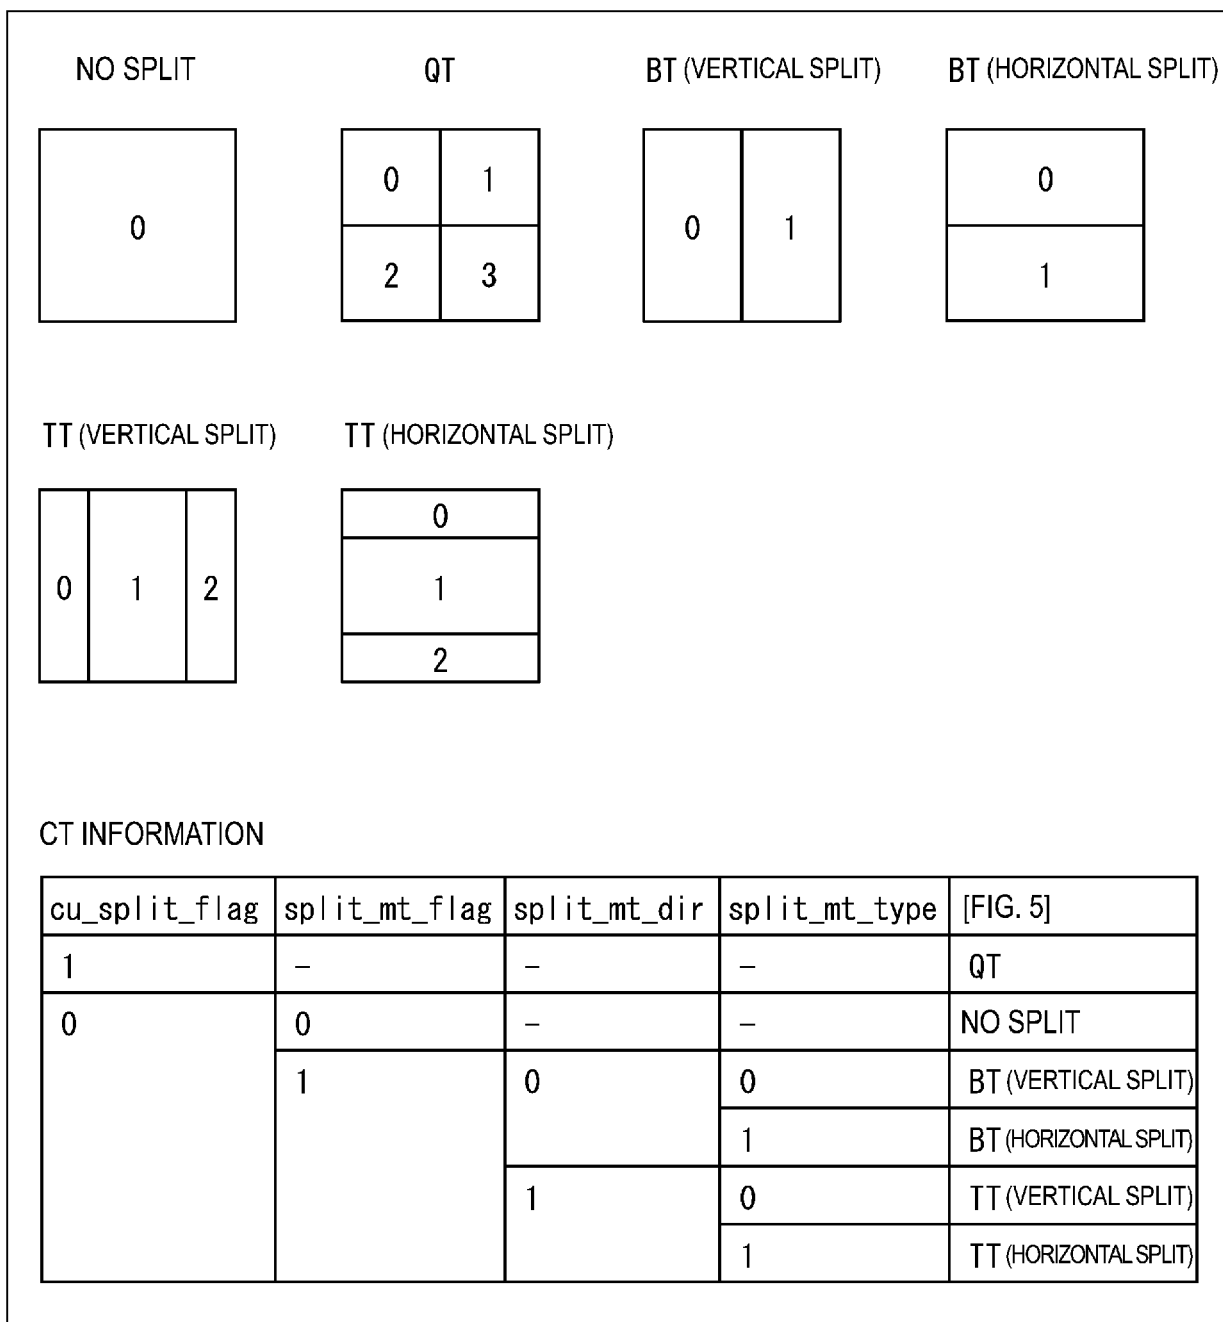 NO SPLIT QT BT (VERTICAL SPLIT) BT (HORIZONTAL SPLIT)
0
0 1
2 3
0 1
0
1
TT (VERTICAL SPLIT) TT (HORIZONTAL SPLIT)
0 1 2
0
1
2
CT INFORMATION
cu_split_flag split_mt_flag split_mt_dir split_mt_type [FIG. 5]
1 – – – QT
0 0 – – NO SPLIT
1 0 0 BT (VERTICAL SPLIT)
1 BT (HORIZONTAL SPLIT)
1 0 TT (VERTICAL SPLIT)
1 TT (HORIZONTAL SPLIT)